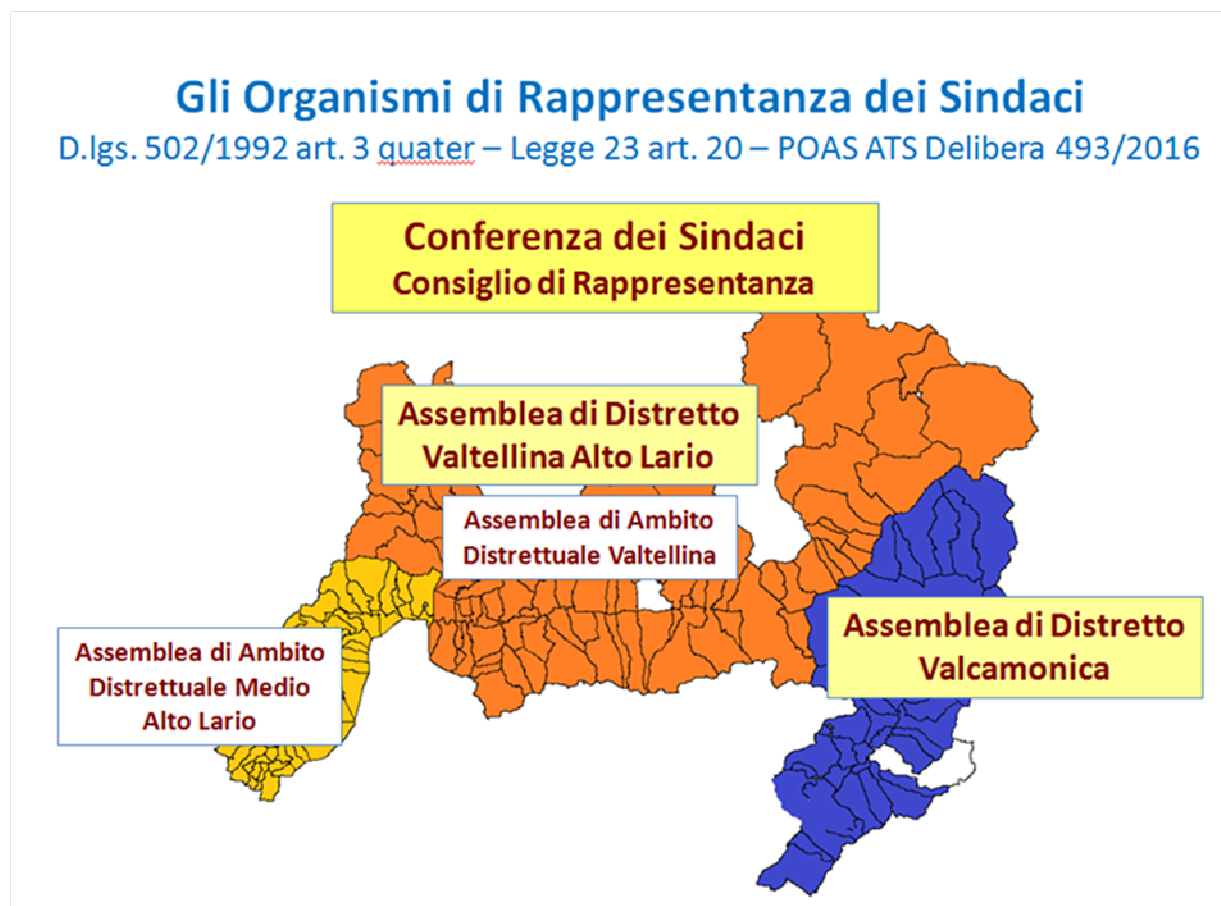 Gli Organismi di Rappresentanza dei Sindaci
D.lgs. 502/1992 art. 3 quater – Legge 23 art. 20 – POAS ATS Delibera 493/2016
Conferenza dei Sindaci
Consiglio di Rappresentanza
Assemblea di Distretto
Valtellina Alto Lario
Assemblea di Ambito
Distrettuale Valtellina
Assemblea di Distretto
Valcamonica
Assemblea di Ambito
Distrettuale Medio
Alto Lario